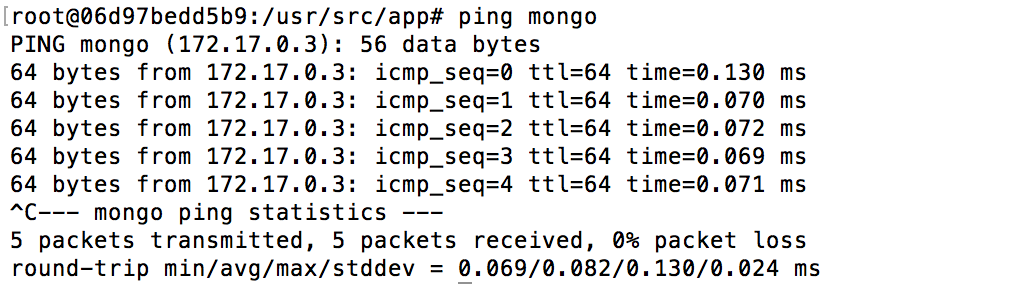 [root@06d97bedd5b9:/usr/src/app# ping mongo
PING mongo (172.17.0.3): 56 data bytes
64 bytes from 172.17.0.3: icmp_seq=0 ttl=64 time=0.130 ms
64 bytes from 172.17.0.3: icmp_seq=1 ttl=64 time=0.070 ms
64 bytes from 172.17.0.3: icmp_seq=2 ttl=64 time=0.072 ms
64 bytes from 172.17.0.3: icmp_seq=3 ttl=64 time=0.069 ms
64 bytes from 172.17.0.3: icmp_seq=4 ttl=64 time=0.071 ms
^C--- mongo ping statistics ---
5 packets transmitted, 5 packets received, 0% packet loss
round-trip min/avg/max/stddev = 0.069/0.082/0.130/0.024 ms